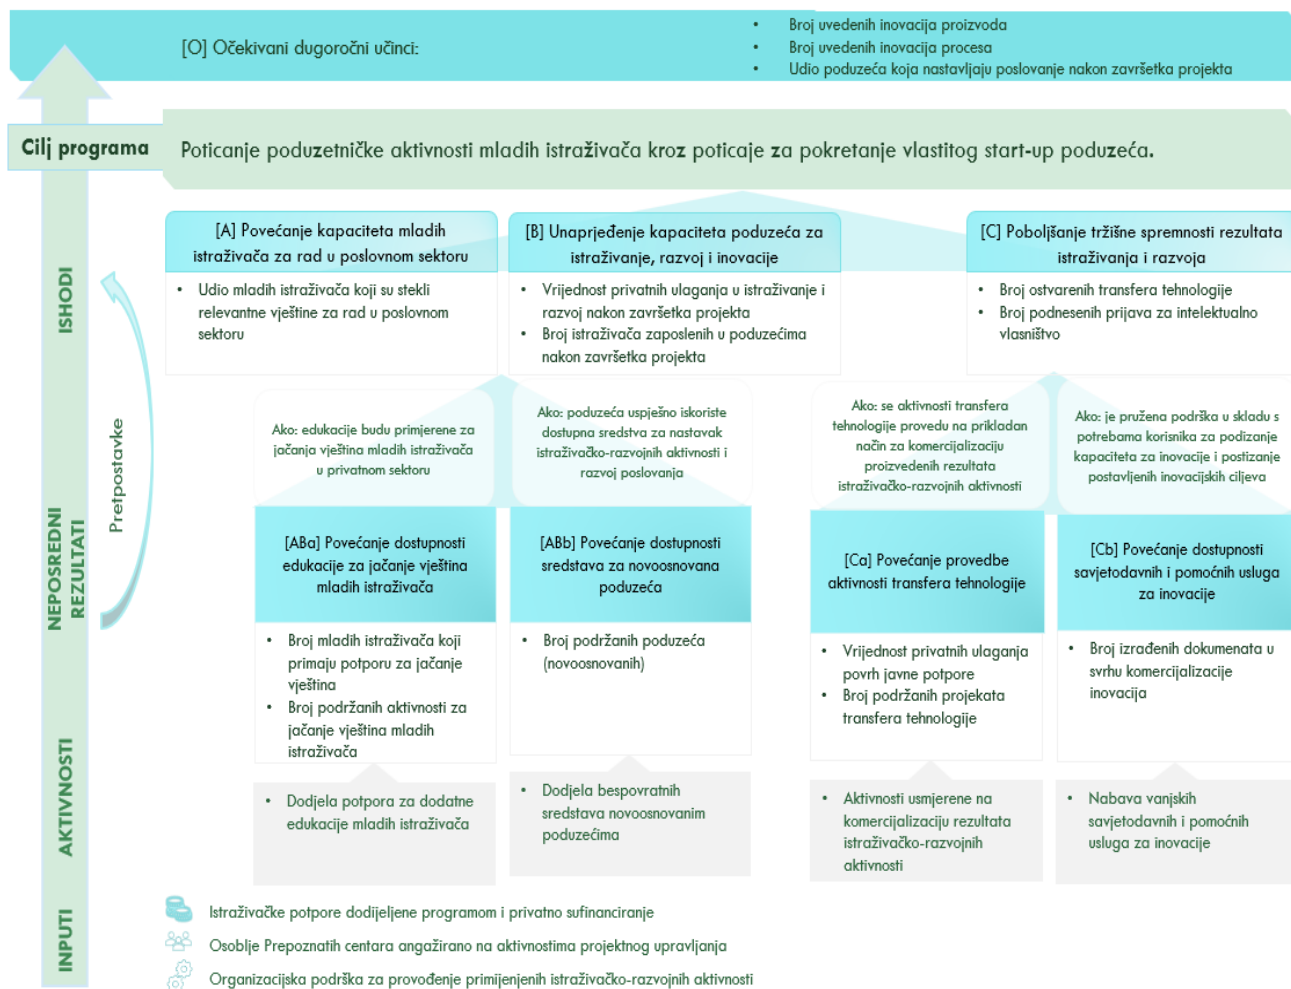 [O] Očekivani dugoročni učinci:
• Broj uvedenih inovacija proizvoda
• Broj uvedenih inovacija procesa
• Udio poduzeća koja nastavljaju poslovanje nakon završetka projekta
Cilj programa
Poticanje poduzetničke aktivnosti mladih istraživača kroz poticaje za pokretanje vlastitog start-up poduzeća.
ISHODI
[A] Povećanje kapaciteta mladih
istraživača za rad u poslovnom sektoru
• Udio mladih istraživača koji su stekli
relevantne vještine za rad u poslovnom
sektoru
[B] Unaprjeđenje kapaciteta poduzeća za
istraživanje, razvoj i inovacije
• Vrijednost privatnih ulaganja u istraživanje i
razvoj nakon završetka projekta
• Broj istraživača zaposlenih u poduzećima
nakon završetka projekta
[C] Poboljšanje tržišne spremnosti rezultata
istraživanja i razvoja
• Broj ostvarenih transfera tehnologije
• Broj podnesenih prijava za intelektualno
vlasništvo
Pretpostavke
Ako: edukacije budu primjerene za
jačanja vještina mladih istraživača
u privatnom sektoru
Ako: poduzeća uspješno iskoriste
dostupna sredstva za nastavak
istraživačko-razvojnih aktivnosti i
razvoj poslovanja
Ako: se aktivnosti transfera
tehnologije provedu na prikladan
način za komercijalizaciju
proizvedenih rezultata
istraživačko-razvojnih aktivnosti
Ako: je pružena podrška u skladu s
potrebama korisnika za podizanje
kapaciteta za inovacije i postizanje
postavljenih inovacijskih ciljeva
NEPOSREDNI
REZULTATI
[ABa] Povećanje dostupnosti
edukacije za jačanje vještina
mladih istraživača
• Broj mladih istraživača koji
primaju potporu za jačanje
vještina
• Broj podržanih aktivnosti za
jačanje vještina mladih
istraživača
[ABb] Povećanje dostupnosti
sredstava za novoosnovana
poduzeća
• Broj podržanih poduzeća
(novoosnovanih)
[Ca] Povećanje provedbe
aktivnosti transfera tehnologije
• Vrijednost privatnih ulaganja
povrh javne potpore
• Broj podržanih projekata
transfera tehnologije
[Cb] Povećanje dostupnosti
savjetodavnih i pomoćnih usluga
za inovacije
• Broj izrađenih dokumenata u
svrhu komercijalizacije
inovacija
AKTIVNOSTI
• Dodjela potpora za dodatne
edukacije mladih istraživača
• Dodjela bespovratnih
sredstava novoosnovanim
poduzećima
• Aktivnosti usmjerene na
komercijalizaciju rezultata
istraživačko-razvojnih
aktivnosti
• Nabava vanjskih
savjetodavnih i pomoćnih
usluga za inovacije
INPUTI
Istraživačke potpore dodijeljene programom i privatno sufinanciranje
Osoblje Prepoznatih centara angažirano na aktivnostima projektnog upravljanja
Organizacijska podrška za provođenje primijenjenih istraživačko-razvojnih aktivnosti